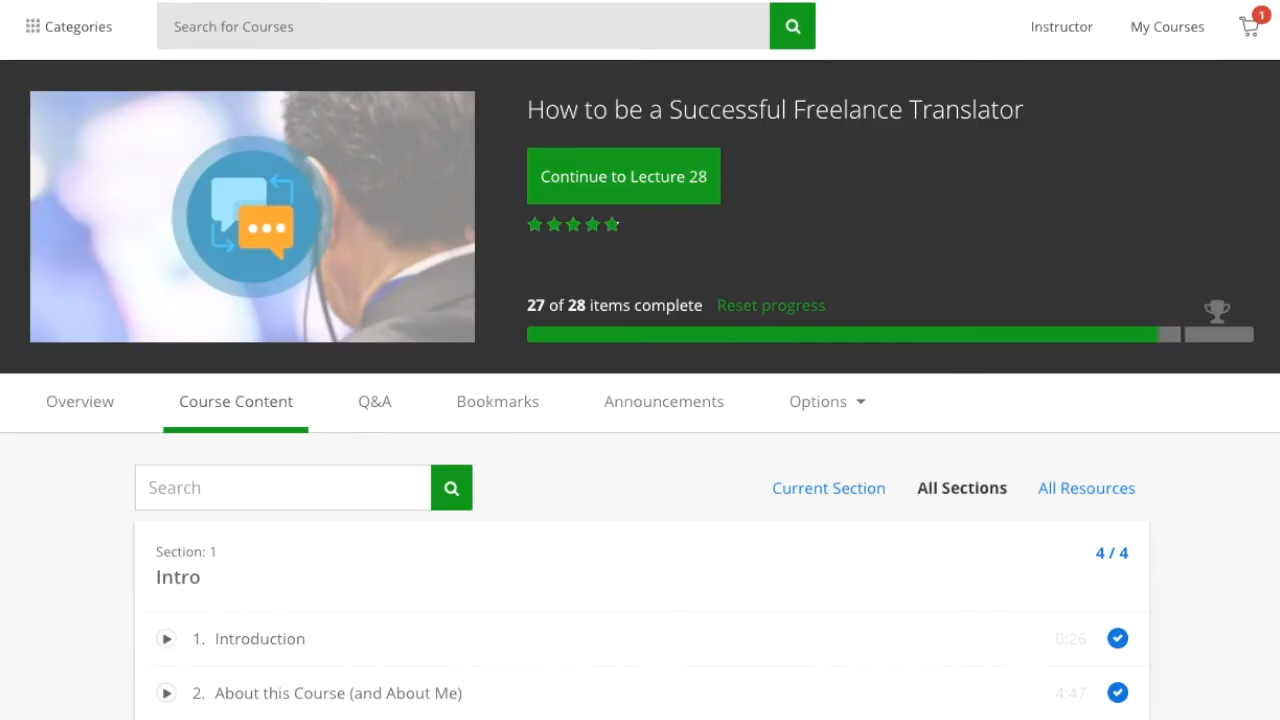 Categories
Search for Courses
Instructor
My Courses
1
How to be a Successful Freelance Translator
Continue to Lecture 28
27 of 28 items complete Reset progress
Overview
Course Content
Q&A
Bookmarks
Announcements
Options
Search
Current Section
All Sections
All Resources
Section: 1
4 / 4
Intro
1. Introduction
0:26
2. About this Course (and About Me)
4:47